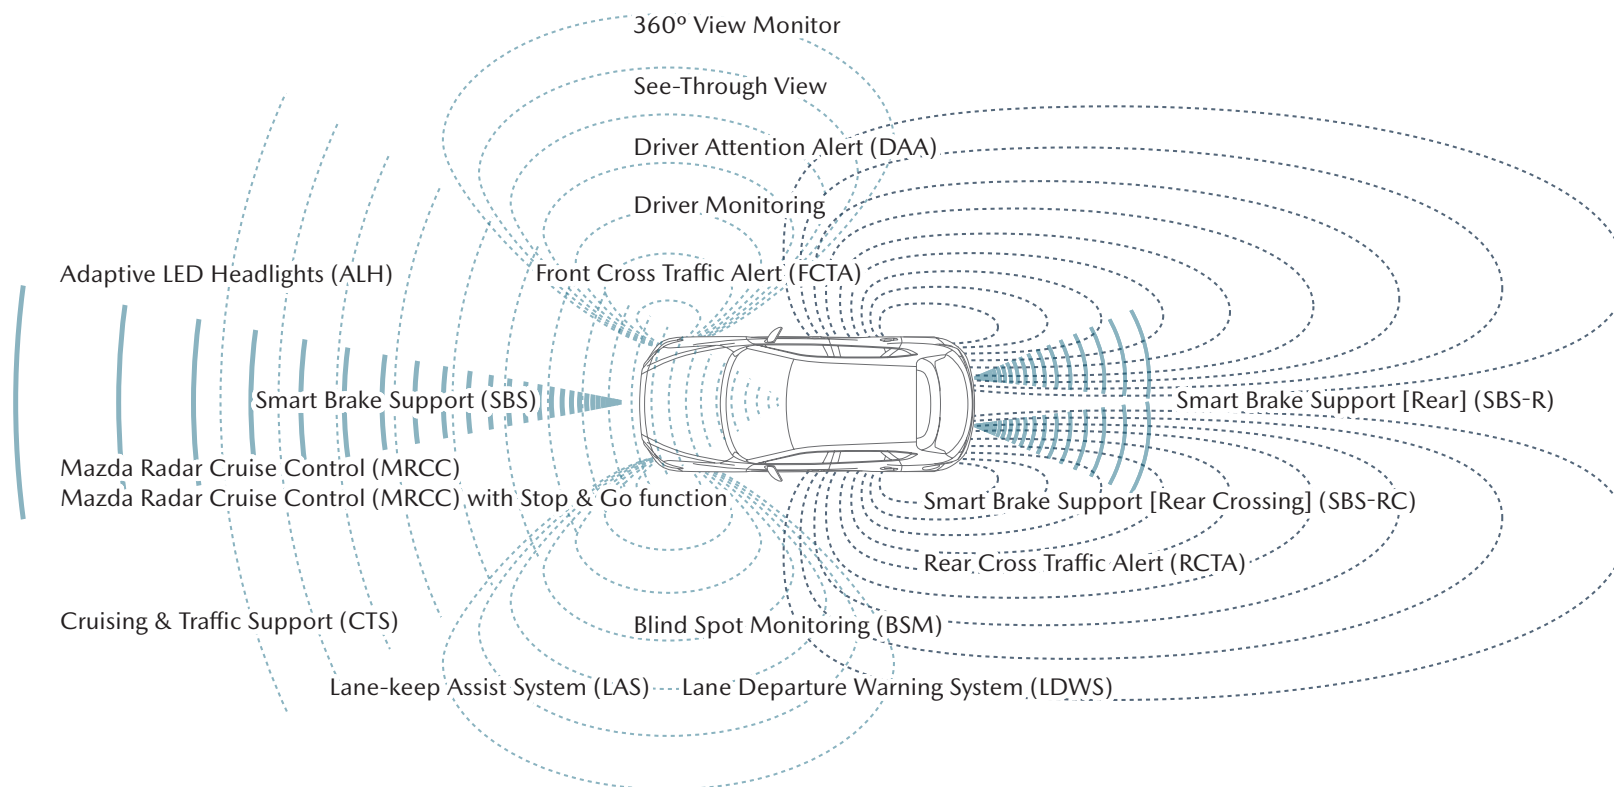 360º View Monitor
See-Through View
Driver Attention Alert (DAA)
Driver Monitoring
Adaptive LED Headlights (ALH)
Front Cross Traffic Alert (FCTA)
Smart Brake Support (SBS)
Smart Brake Support [Rear] (SBS-R)
Mazda Radar Cruise Control (MRCC)
Mazda Radar Cruise Control (MRCC) with Stop & Go function
Smart Brake Support [Rear Crossing] (SBS-RC)
Rear Cross Traffic Alert (RCTA)
Cruising & Traffic Support (CTS)
Blind Spot Monitoring (BSM)
Lane-keep Assist System (LAS)
Lane Departure Warning System (LDWS)